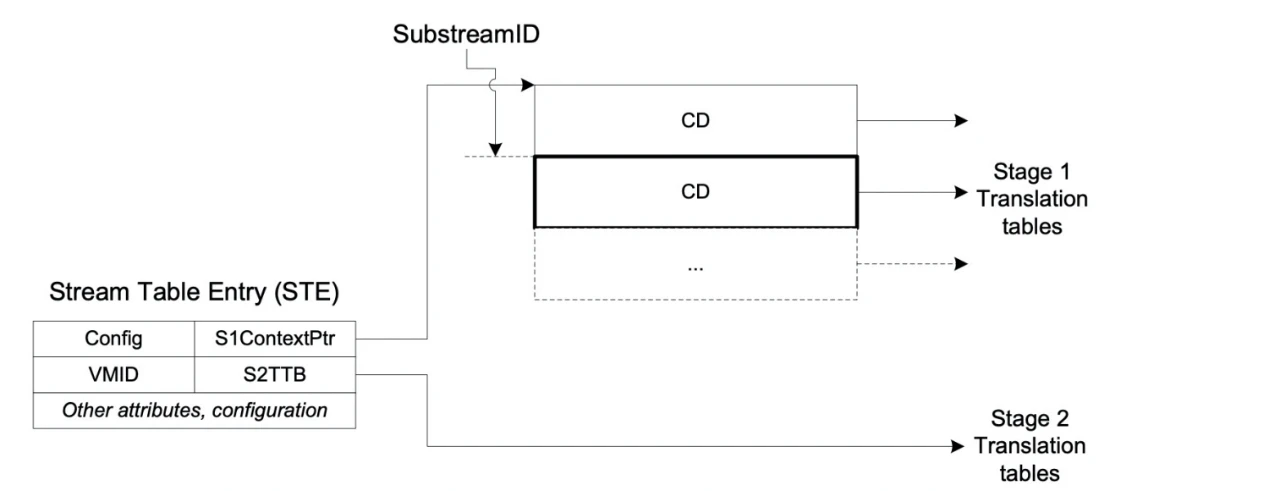 SubstreamID
CD
CD
Stage 1
Translation
tables
...
Stream Table Entry (STE)
Config S1ContextPtr
VMID S2TTB
Other attributes, configuration
Stage 2
Translation
tables